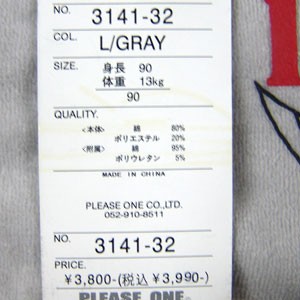 NO. 3141-32
COL. L/GRAY
SIZE. 身長 90
体重 13kg
90
QUALITY.
<本体> 綿 80%
ポリエステル 20%
<附属> 綿 95%
ポリウレタン 5%
MADE IN CHINA
PLEASE ONE CO.,LTD.
052-910-8511
NO. 3141-32
PRICE.
¥3,800-(税込¥3,990-)
PLEASE ONE.